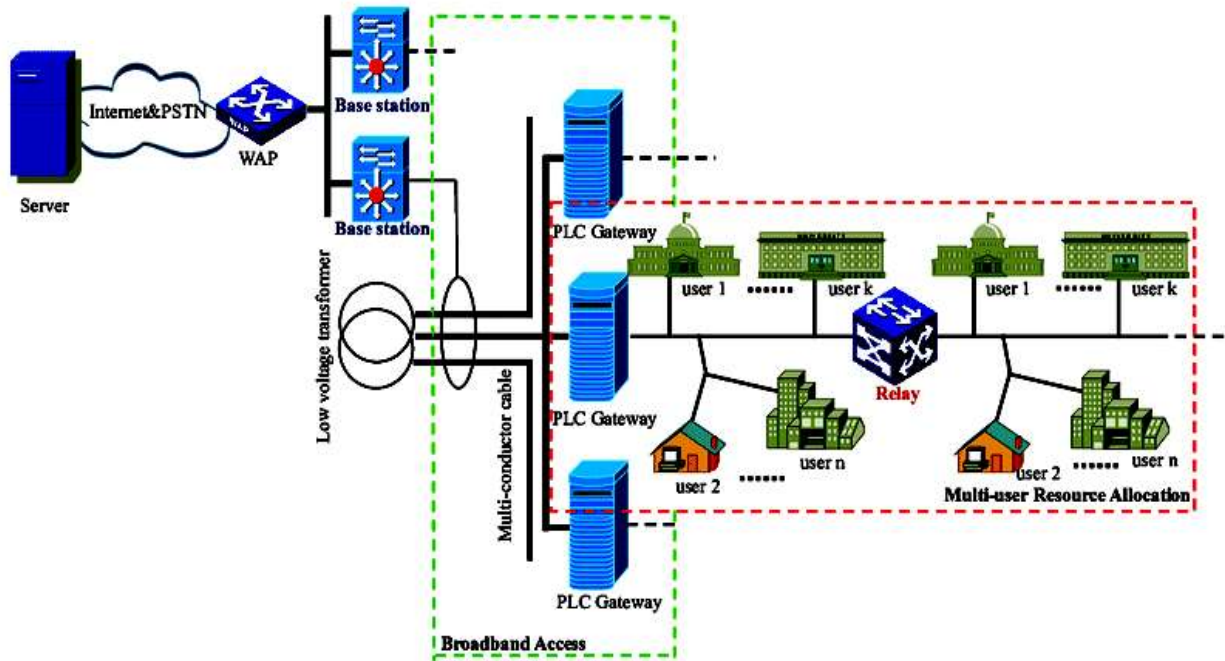 Base station
Internet&PSTN
WAP
WAP
Server
Base station
PLC Gateway
user 1
user k
user 1
user k
Low voltage transformer
Multi-conductor cable
Relay
PLC Gateway
user 2
user n
user 2
user n
Multi-user Resource Allocation
PLC Gateway
Broadband Access